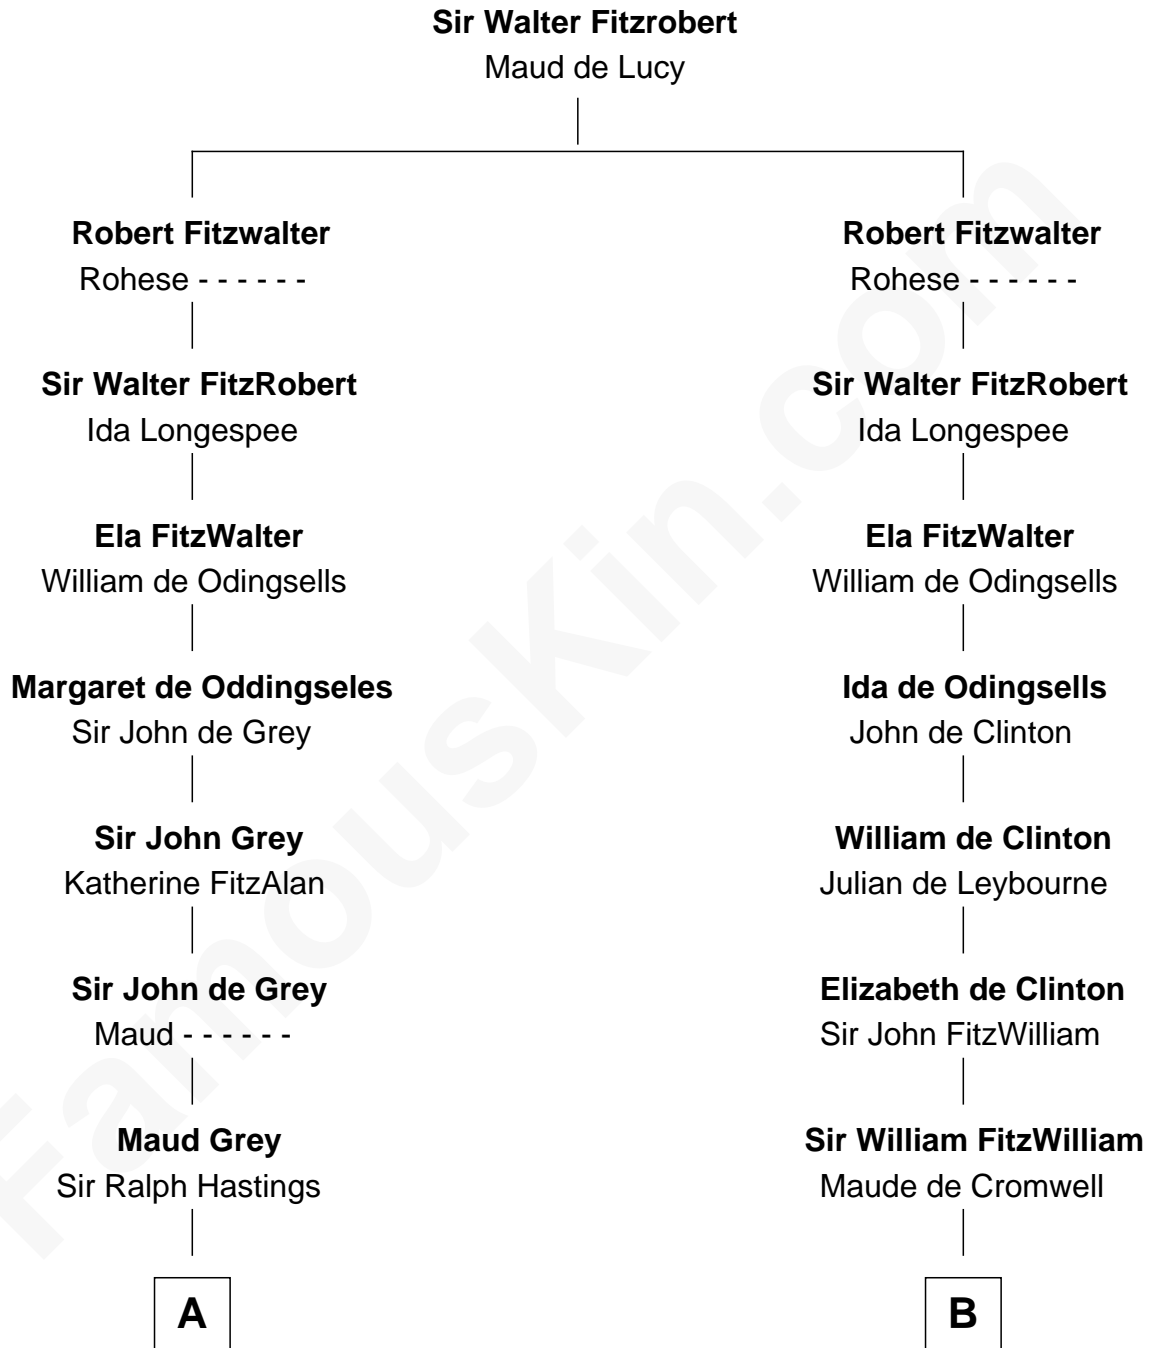 Sir Walter Fitzrobert
Maud de Lucy
Robert Fitzwalter
Rohese - - - - - -
Sir Walter FitzRobert
Ida Longespee
Ela FitzWalter
William de Odingsells
Margaret de Oddingseles
Sir John de Grey
Sir John Grey
Katherine FitzAlan
Sir John de Grey
Maud - - - - - -
Maud Grey
Sir Ralph Hastings
A
Robert Fitzwalter
Rohese - - - - - -
Sir Walter FitzRobert
Ida Longespee
Ela FitzWalter
William de Odingsells
Ida de Odingsells
John de Clinton
William de Clinton
Julian de Leybourne
Elizabeth de Clinton
Sir John FitzWilliam
Sir William FitzWilliam
Maude de Cromwell
B
FamousKin.com